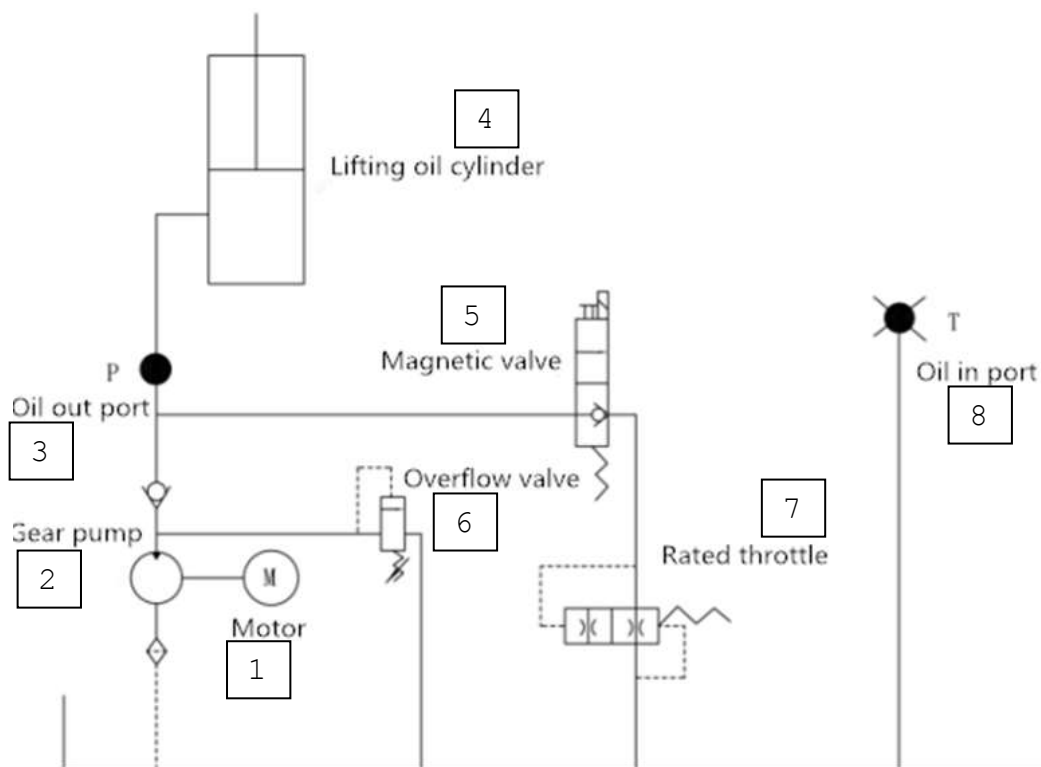 4
Lifting oil cylinder
5
Magnetic valve
P
T
Oil out port
Oil in port
3
8
Overflow valve
6
7
Gear pump
2
Rated throttle
M
Motor
1